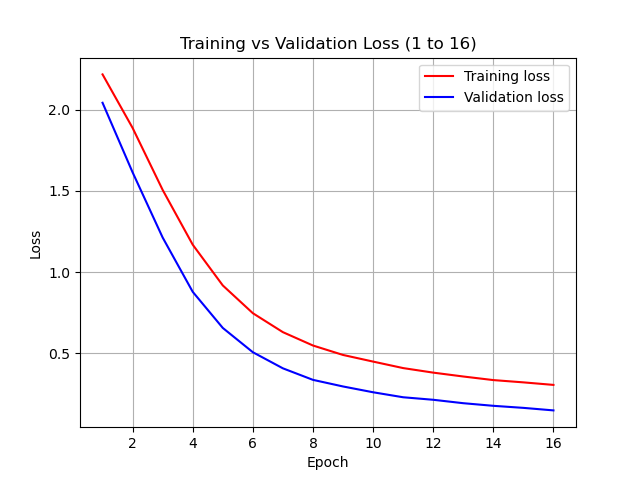 Training vs Validation Loss (1 to 16)
Training loss
Validation loss
Loss
2.0
1.5
1.0
0.5
2 4 6 8 10 12 14 16
Epoch